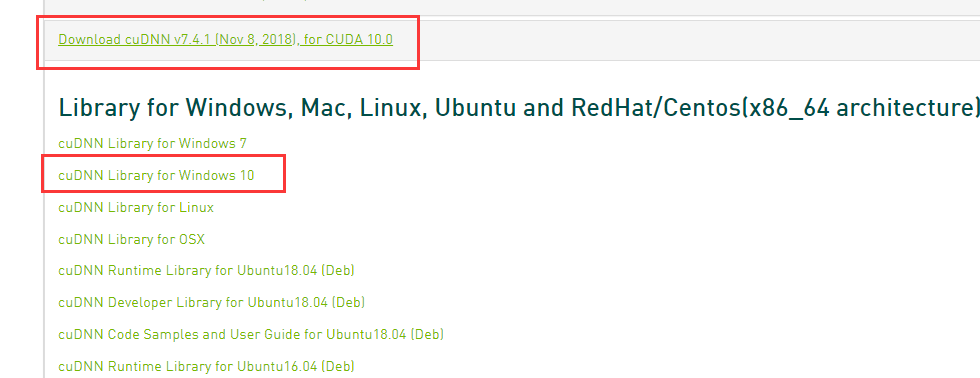 Download cuDNN v7.4.1 (Nov 8, 2018), for CUDA 10.0
Library for Windows, Mac, Linux, Ubuntu and RedHat/Centos(x86_64 architecture)
cuDNN Library for Windows 7
cuDNN Library for Windows 10
cuDNN Library for Linux
cuDNN Library for OSX
cuDNN Runtime Library for Ubuntu18.04 (Deb)
cuDNN Developer Library for Ubuntu18.04 (Deb)
cuDNN Code Samples and User Guide for Ubuntu18.04 (Deb)
cuDNN Runtime Library for Ubuntu16.04 (Deb)